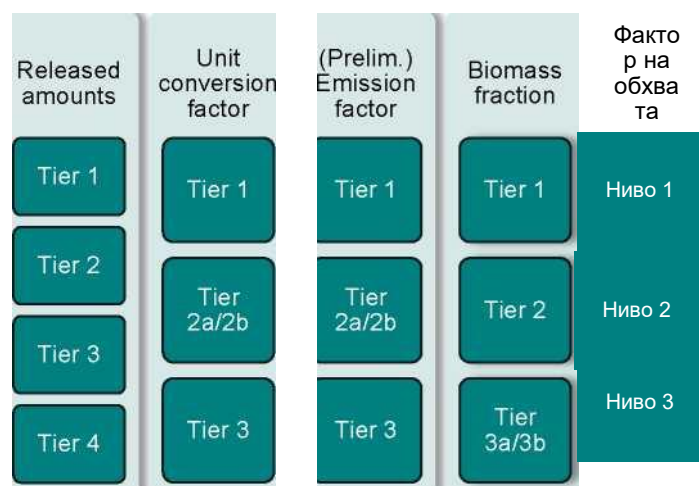 Released
amounts
Tier 1
Tier 2
Tier 3
Tier 4
Unit
conversion
factor
Tier 1
Tier
2a/2b
Tier 3
(Prelim.)
Emission
factor
Tier 1
Tier
2a/2b
Tier 3
Biomass
fraction
Tier 1
Tier 2
Tier
3a/3b
Факто
р на
обхва
та
Ниво 1
Ниво 2
Ниво 3